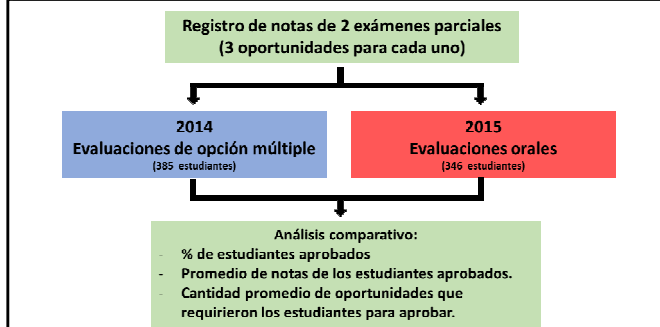 Registro de notas de 2 exámenes parciales
(3 oportunidades para cada uno)
2014
Evaluaciones de opción múltiple
(385 estudiantes)
2015
Evaluaciones orales
(346 estudiantes)
Análisis comparativo:
- % de estudiantes aprobados
- Promedio de notas de los estudiantes aprobados.
- Cantidad promedio de oportunidades que
requirieron los estudiantes para aprobar.